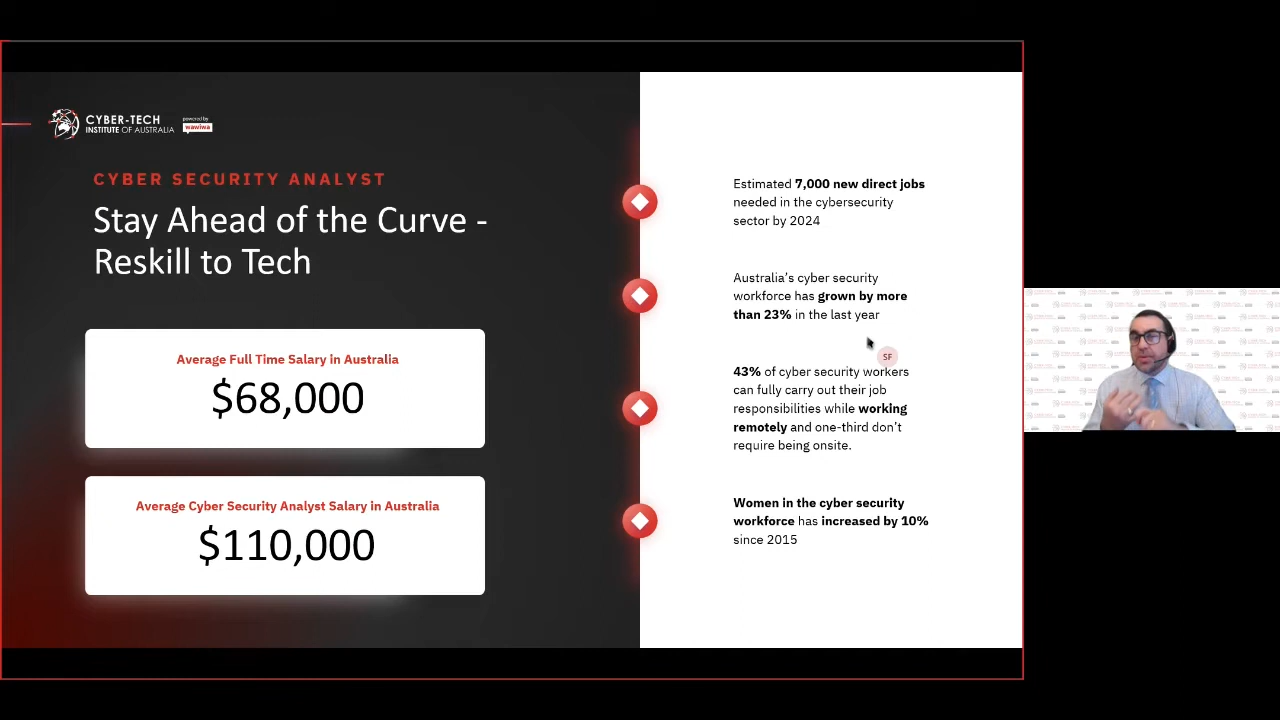 CYBER-TECH
INSTITUTE OF AUSTRALIA
powered by
wawiwa
CYBER SECURITY ANALYST
Stay Ahead of the Curve -
Reskill to Tech
Average Full Time Salary in Australia
$68,000
Average Cyber Security Analyst Salary in Australia
$110,000
Estimated 7,000 new direct jobs
needed in the cybersecurity
sector by 2024
Australia’s cyber security
workforce has grown by more
than 23% in the last year
SF
43% of cyber security workers
can fully carry out their job
responsibilities while working
remotely and one-third don’t
require being onsite.
Women in the cyber security
workforce has increased by 10%
since 2015